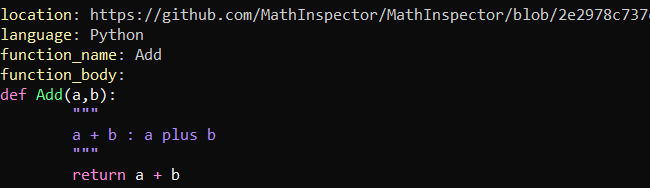 location: https://github.com/MathInspector/MathInspector/blob/2e2978c737
language: Python
function_name: Add
function_body:
def Add(a,b):
"""
a + b : a plus b
"""
return a + b